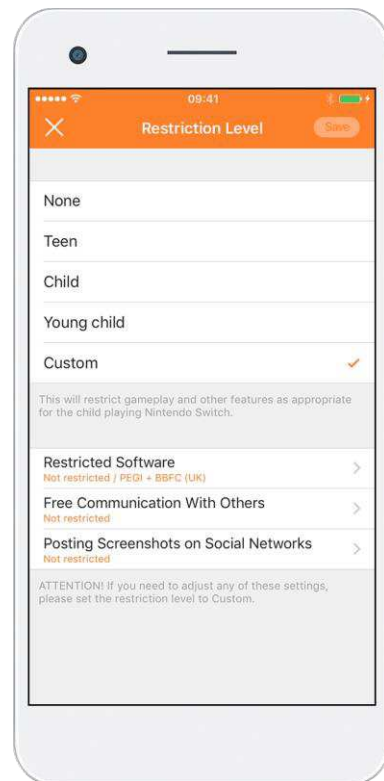 09:41
Restriction Level
Save
None
Teen
Child
Young child
Custom
This will restrict gameplay and other features as appropriate
for the child playing Nintendo Switch.
Restricted Software
Not restricted / PEGI + BBFC (UK)
Free Communication With Others
Not restricted
Posting Screenshots on Social Networks
Not restricted
ATTENTION! If you need to adjust any of these settings,
please set the restriction level to Custom.